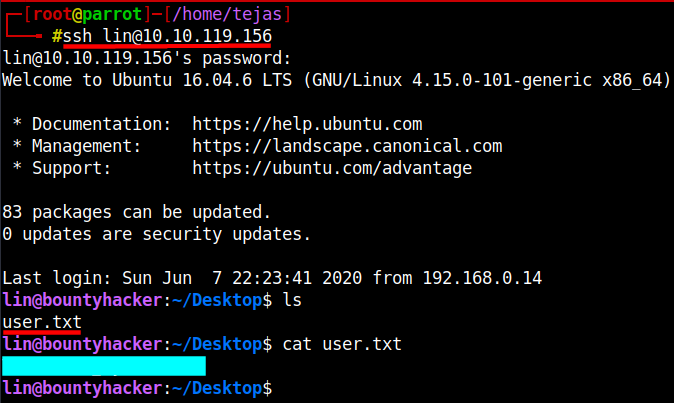 [root@parrot]─[/home/tejas]
#ssh lin@10.10.119.156
lin@10.10.119.156's password:
Welcome to Ubuntu 16.04.6 LTS (GNU/Linux 4.15.0-101-generic x86_64)
* Documentation:  https://help.ubuntu.com
* Management:     https://landscape.canonical.com
* Support:        https://ubuntu.com/advantage
83 packages can be updated.
0 updates are security updates.
Last login: Sun Jun  7 22:23:41 2020 from 192.168.0.14
lin@bountyhacker:~/Desktop$ ls
user.txt
lin@bountyhacker:~/Desktop$ cat user.txt
lin@bountyhacker:~/Desktop$